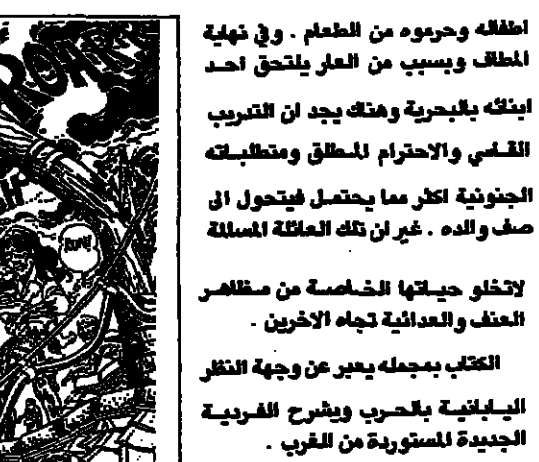 اطفاله وحرموه من الطعام . وفي نهاية
المطاف وبسبب من العار يلتحق احد
ابنائه بالبحرية وهناك يجد ان التدريب
القاسي والاحترام المطلق ومتطلباته
الجنونية اكثر مما يحتمل فيتحول الى
صف والده . غير ان تلك العائلة المسالمة
لاتخلو حياتها الخاصة من مظاهر
العنف والعدائية تجاه الاخرين .
الكتاب بمجمله يعبر عن وجهة النظر
اليابانية بالحرب ويشرح الفردية
الجديدة المستوردة من الغرب .